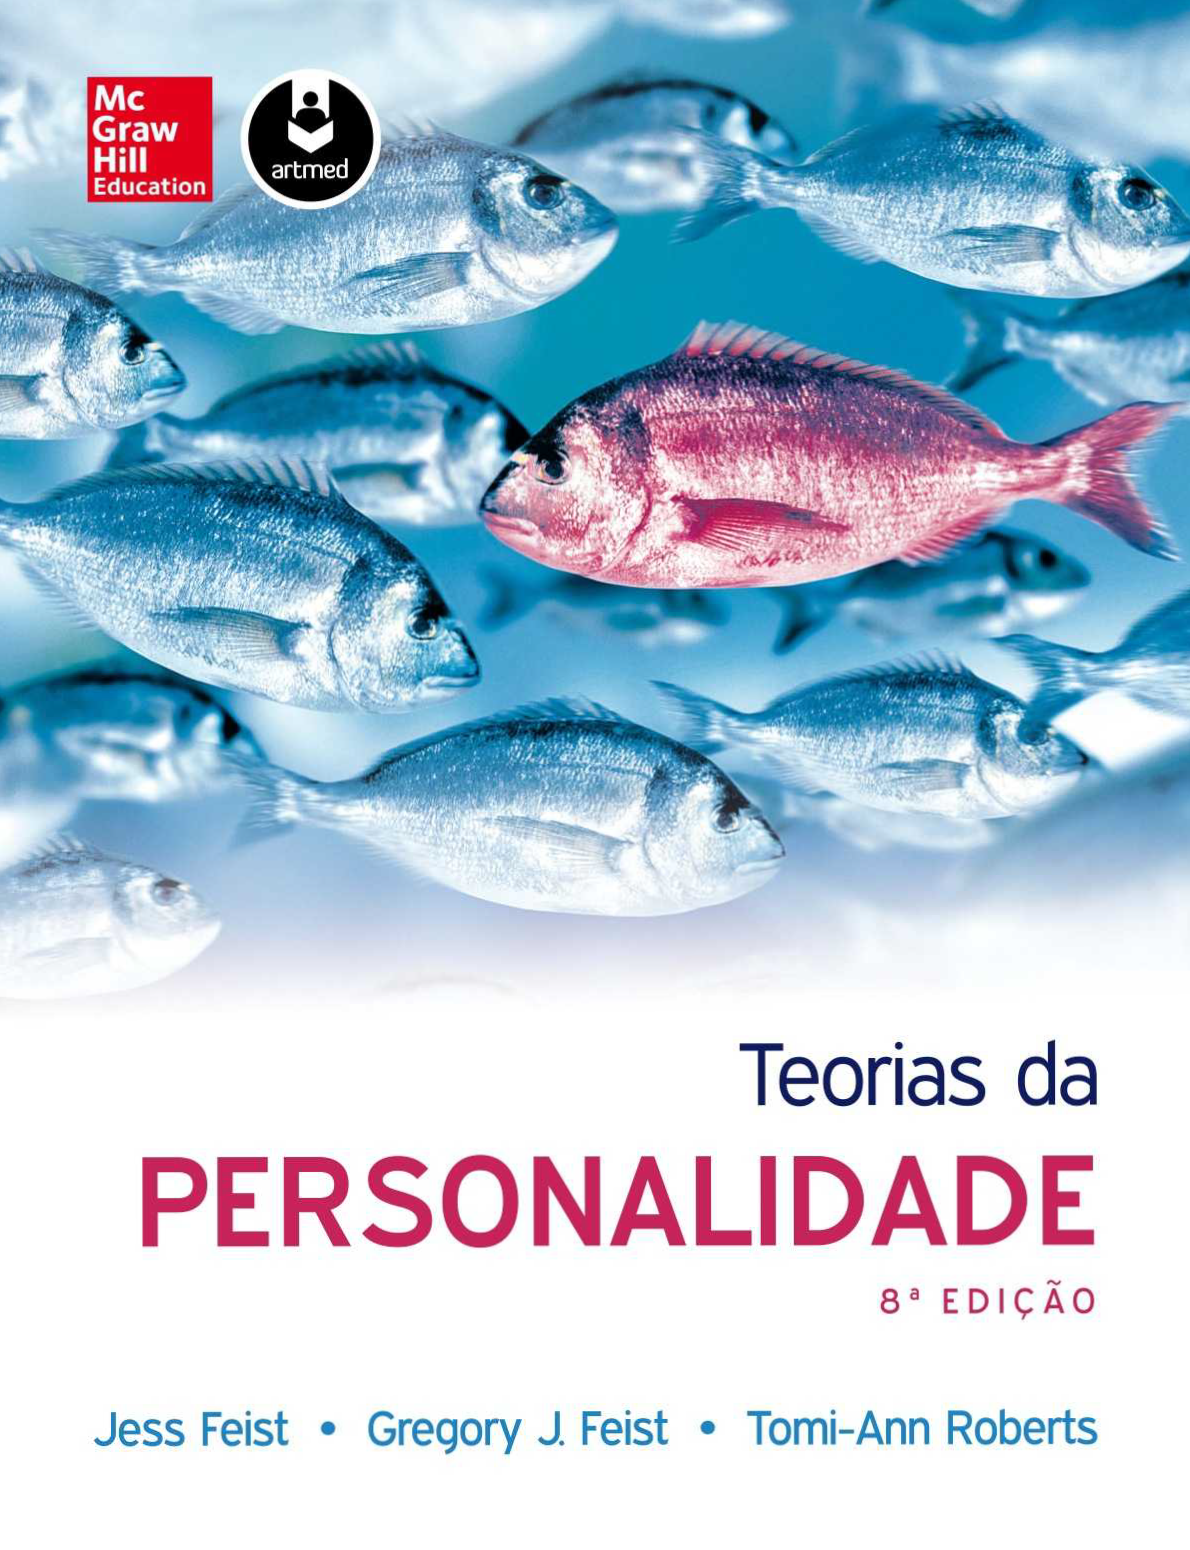 Mc
Graw
Hill
Education
artmed
Teorias da
PERSONALIDADE
8ª EDIÇÃO
Jess Feist • Gregory J. Feist • Tomi-Ann Roberts